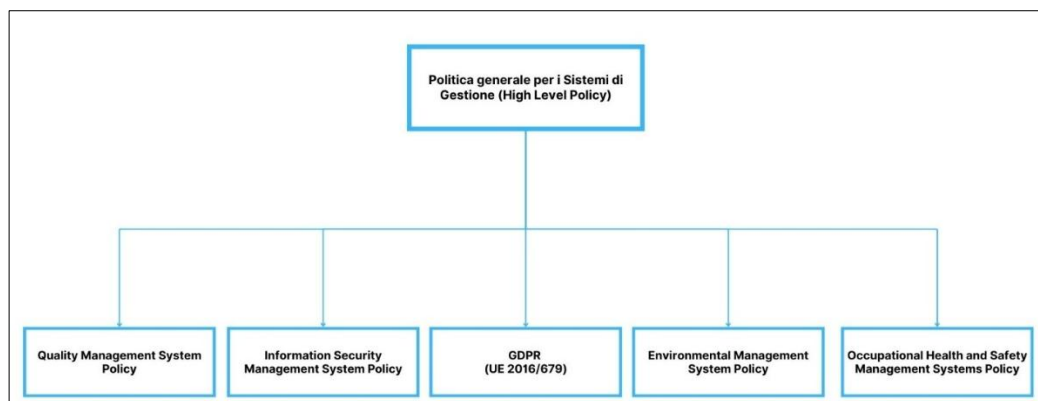 Politica generale per i Sistemi di
Gestione (High Level Policy)
Quality Management System
Policy
Information Security
Management System Policy
GDPR
(UE 2016/679)
Environmental Management
System Policy
Occupational Health and Safety
Management Systems Policy